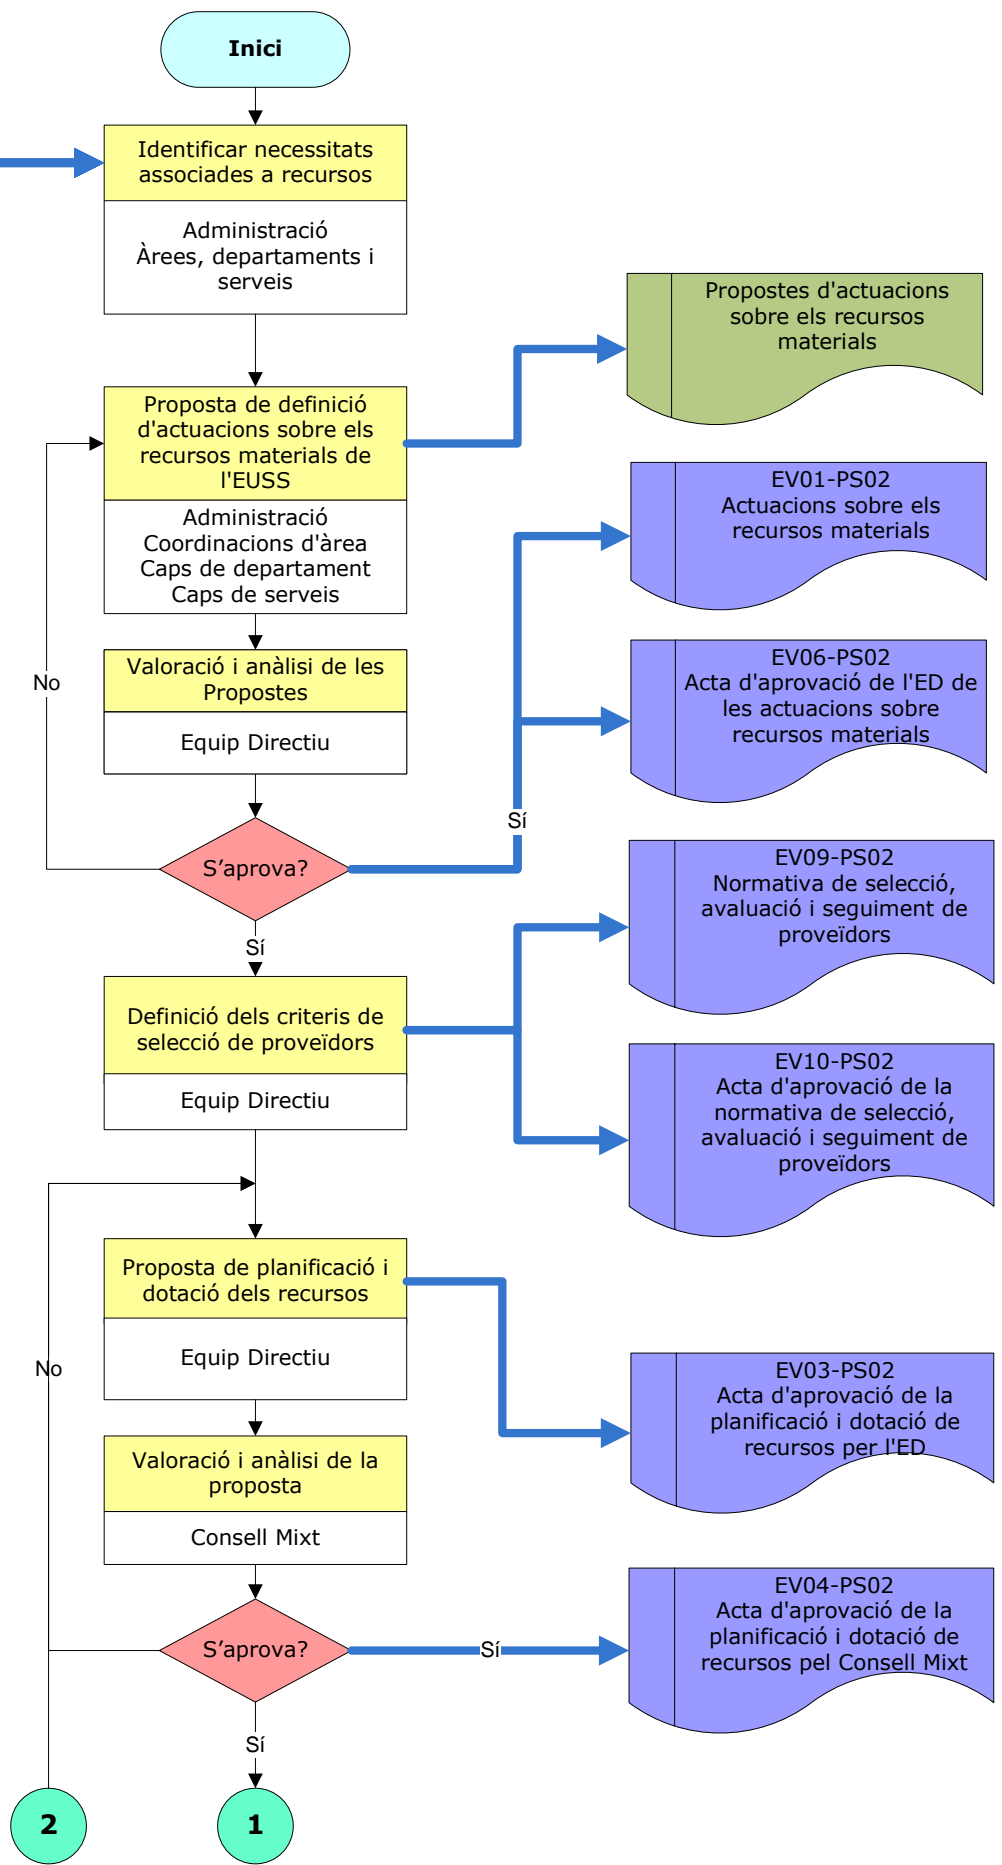 Inici
Identificar necessitats
associades a recursos
Administració
Àrees, departaments i
serveis
Propostes d'actuacions
sobre els recursos
materials
Proposta de definició
d'actuacions sobre els
recursos materials de
l'EUSS
Administració
Coordinacions d'àrea
Caps de departament
Caps de serveis
EV01-PS02
Actuacions sobre els
recursos materials
No
Valoració i anàlisi de les
Propostes
Equip Directiu
EV06-PS02
Acta d'aprovació de l'ED de
les actuacions sobre
recursos materials
S’aprova?
Sí
Sí
EV09-PS02
Normativa de selecció,
avaluació i seguiment de
proveïdors
Definició dels criteris de
selecció de proveïdors
Equip Directiu
EV10-PS02
Acta d'aprovació de la
normativa de selecció,
avaluació i seguiment de
proveïdors
Proposta de planificació i
dotació dels recursos
Equip Directiu
No
EV03-PS02
Acta d'aprovació de la
planificació i dotació de
recursos per l'ED
Valoració i anàlisi de la
proposta
Consell Mixt
S’aprova?
Sí
EV04-PS02
Acta d'aprovació de la
planificació i dotació de
recursos pel Consell Mixt
Sí
2
1